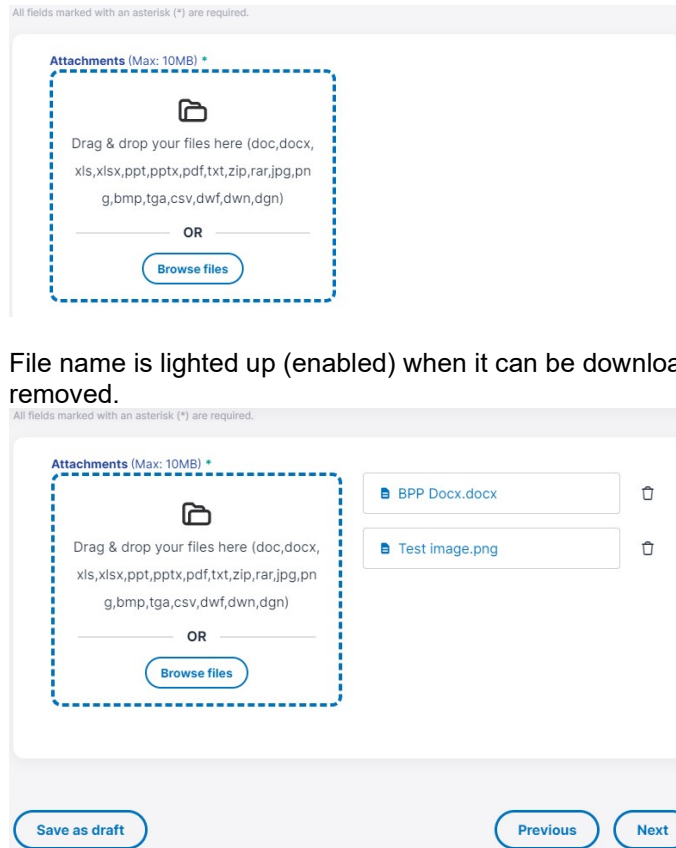 All fields marked with an asterisk (*) are required.
Attachments (Max: 10MB) *
Drag & drop your files here (doc,docx,
xls,xlsx,ppt,pptx,pdf,txt,zip,rar,jpg,pn
g,bmp,tga,csv,dwf,dwn,dgn)
OR
Browse files
File name is lighted up (enabled) when it can be downloa
removed.
All fields marked with an asterisk (*) are required.
Attachments (Max: 10MB) *
BPP Docx.docx
Test image.png
Drag & drop your files here (doc,docx,
xls,xlsx,ppt,pptx,pdf,txt,zip,rar,jpg,pn
g,bmp,tga,csv,dwf,dwn,dgn)
OR
Browse files
Save as draft
Previous
Next